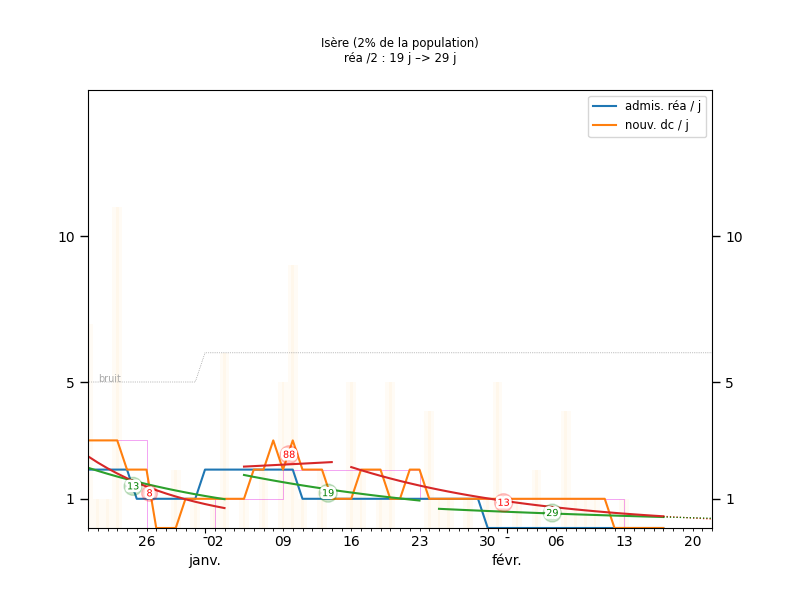 Isère (2% de la population)
réa /2 : 19 j –> 29 j
admis. réa / j
nouv. dc / j
10 10
bruit
5 5
88
13 8 19 13 29
1 1
26 02 09 16 23 30 - 06 13 20
janv. févr.